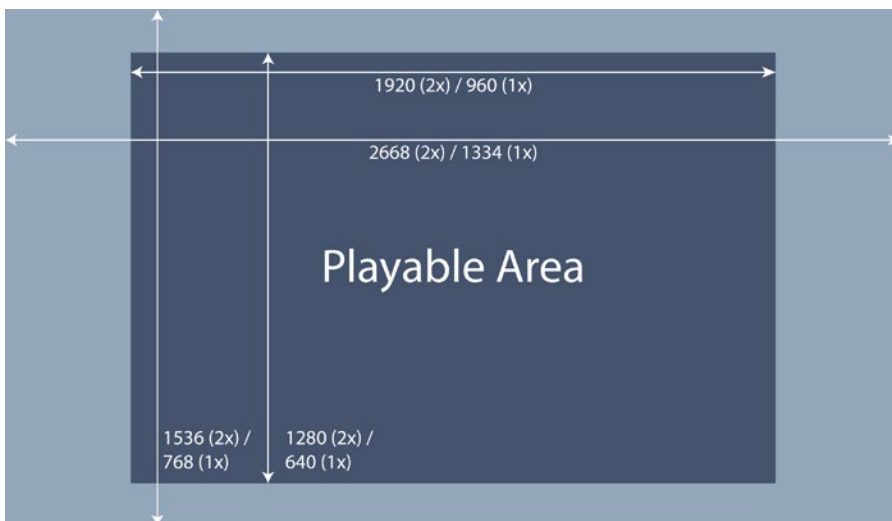 1920 (2x) / 960 (1x)
2668 (2x) / 1334 (1x)
Playable Area
1536 (2x) /
768 (1x)
1280 (2x) /
640 (1x)